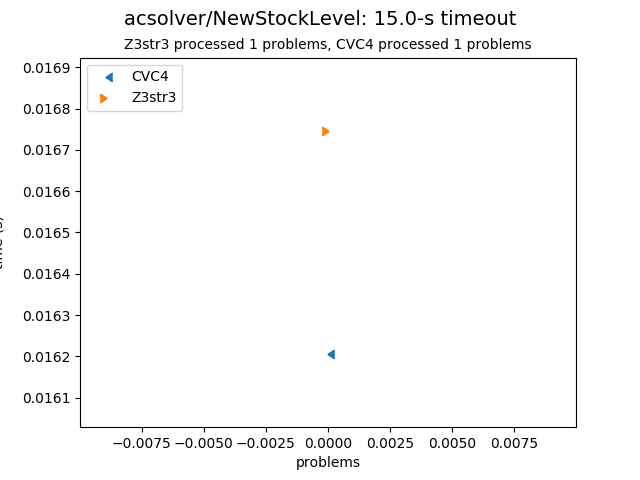 acsolver/NewStockLevel: 15.0-s timeout
Z3str3 processed 1 problems, CVC4 processed 1 problems
CVC4
Z3str3
0.0169
0.0168
0.0167
0.0166
0.0165
0.0164
0.0163
0.0162
0.0161
−0.0075 −0.0050 −0.0025 0.0000 0.0025 0.0050 0.0075
problems